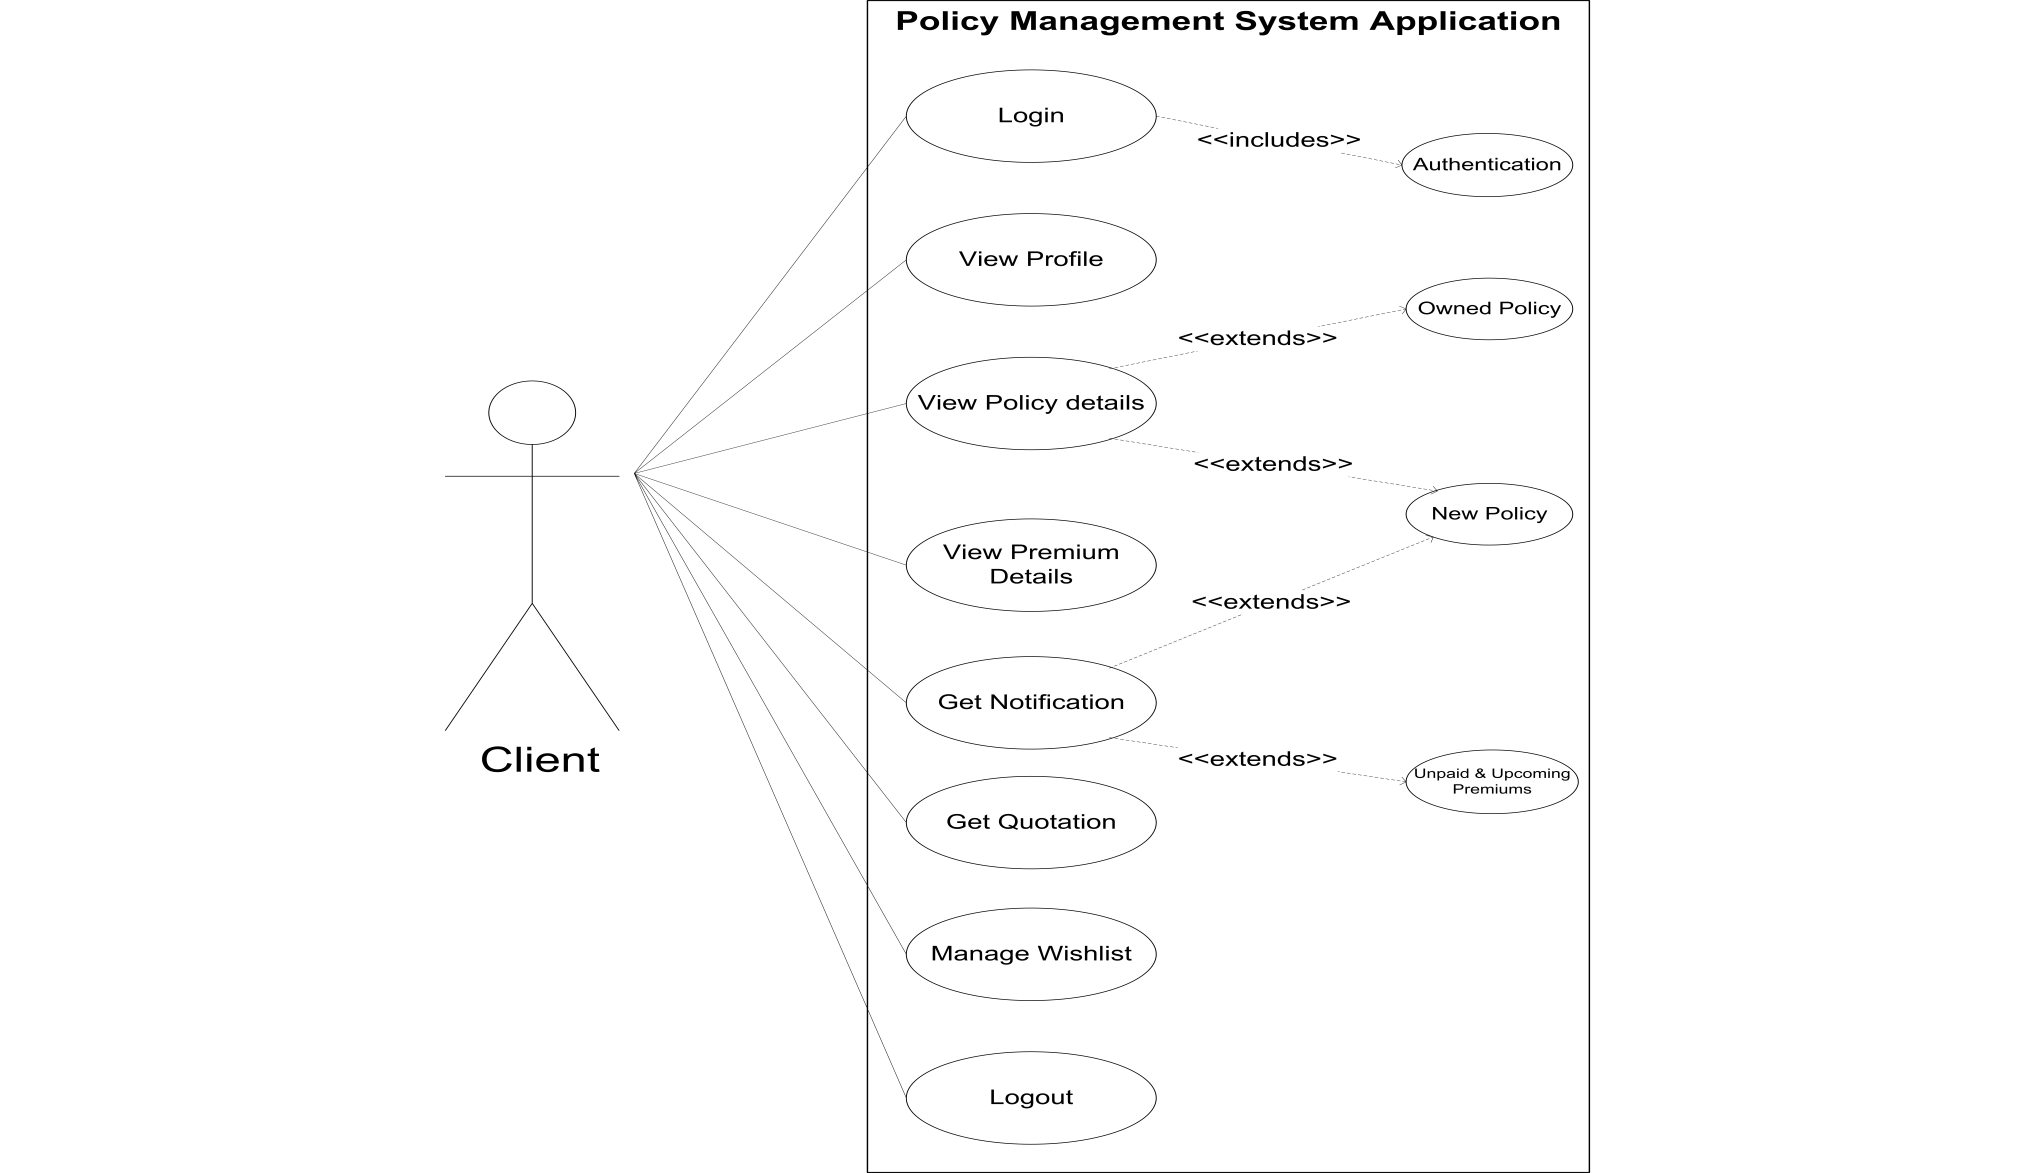 Policy Management System Application
Login
<<includes>>
Authentication
View Profile
Owned Policy
<<extends>>
View Policy details
<<extends>>
New Policy
View Premium
Details
<<extends>>
Get Notification
<<extends>>
Unpaid & Upcoming
Premiums
Client
Get Quotation
Manage Wishlist
Logout